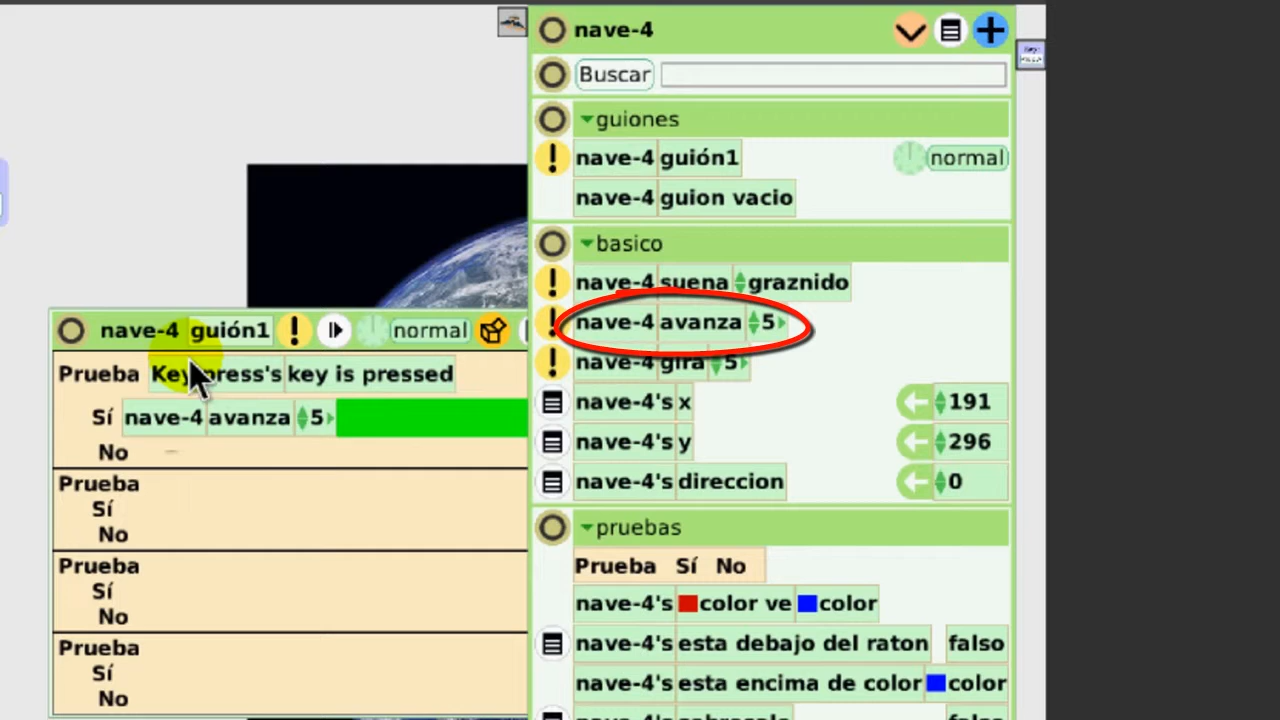 nave-4
Buscar
guiones
! nave-4 guión1 normal
nave-4 guion vacio
basico
! nave-4 suena graznido
! nave-4 avanza 5
! nave-4 gira 5
nave-4's x 191
nave-4's y 296
nave-4's direccion 0
pruebas
Prueba Sí No
nave-4's color ve color
nave-4's esta debajo del raton falso
nave-4's esta encima de color color
nave-4 guión1 ! normal
Prueba Key press's key is pressed
Sí nave-4 avanza 5
No
Prueba
Sí
No
Prueba
Sí
No
Prueba
Sí
No